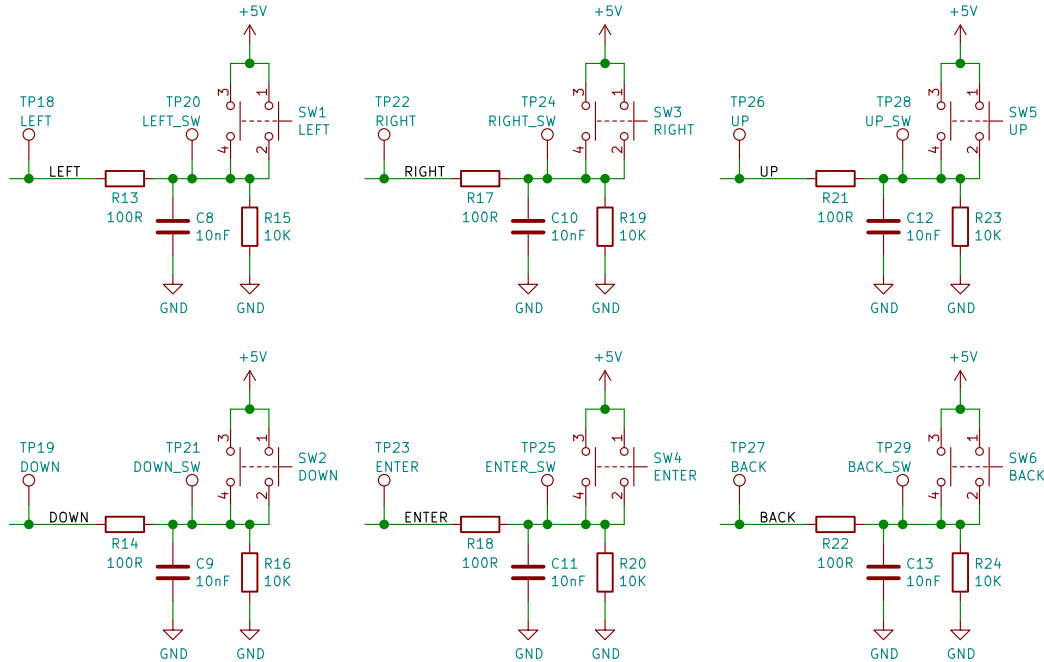 +5V
TP18
LEFT
TP20
LEFT_SW
3
1
4
2
SW1
LEFT
LEFT
R13
100R
C8
10nF
R15
10K
GND
GND
+5V
TP22
RIGHT
TP24
RIGHT_SW
3
1
4
2
SW3
RIGHT
RIGHT
R17
100R
C10
10nF
R19
10K
GND
GND
+5V
TP26
UP
TP28
UP_SW
3
1
4
2
SW5
UP
UP
R21
100R
C12
10nF
R23
10K
GND
GND
+5V
TP19
DOWN
TP21
DOWN_SW
3
1
4
2
SW2
DOWN
DOWN
R14
100R
C9
10nF
R16
10K
GND
GND
+5V
TP23
ENTER
TP25
ENTER_SW
3
1
4
2
SW4
ENTER
ENTER
R18
100R
C11
10nF
R20
10K
GND
GND
+5V
TP27
BACK
TP29
BACK_SW
3
1
4
2
SW6
BACK
BACK
R22
100R
C13
10nF
R24
10K
GND
GND